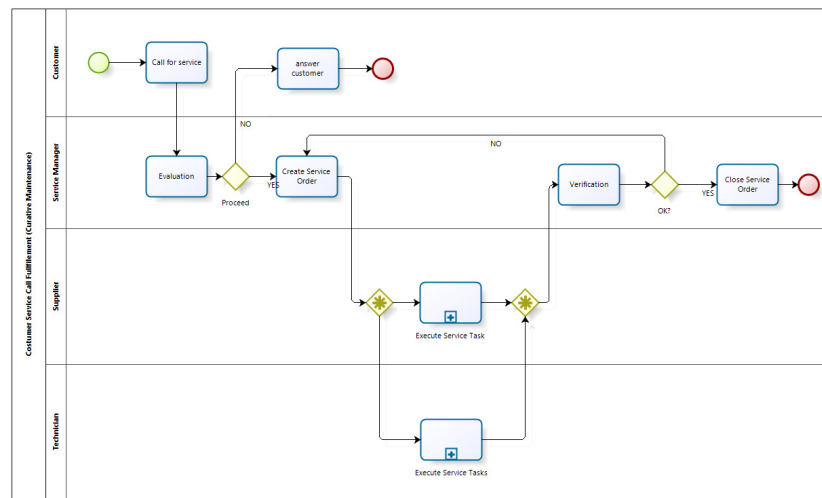 Costumer Service Call Fullfillement (Curative Maintenance)
Customer
Call for service
answer
customer
NO
Service Manager
Evaluation
Proceed
YES
Create Service
Order
NO
Verification
OK?
YES
Close Service
Order
Supplier
Execute Service Task
Technician
Execute Service Tasks